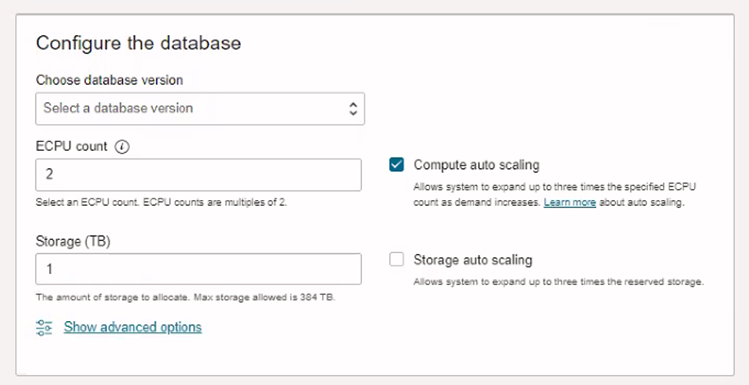 Configure the database
Choose database version
Select a database version
ECPU count
2
Select an ECPU count. ECPU counts are multiples of 2.
Compute auto scaling
Allows system to expand up to three times the specified ECPU
count as demand increases. Learn more about auto scaling.
Storage (TB)
1
The amount of storage to allocate. Max storage allowed is 384 TB.
Storage auto scaling
Allows system to expand up to three times the reserved storage.
Show advanced options